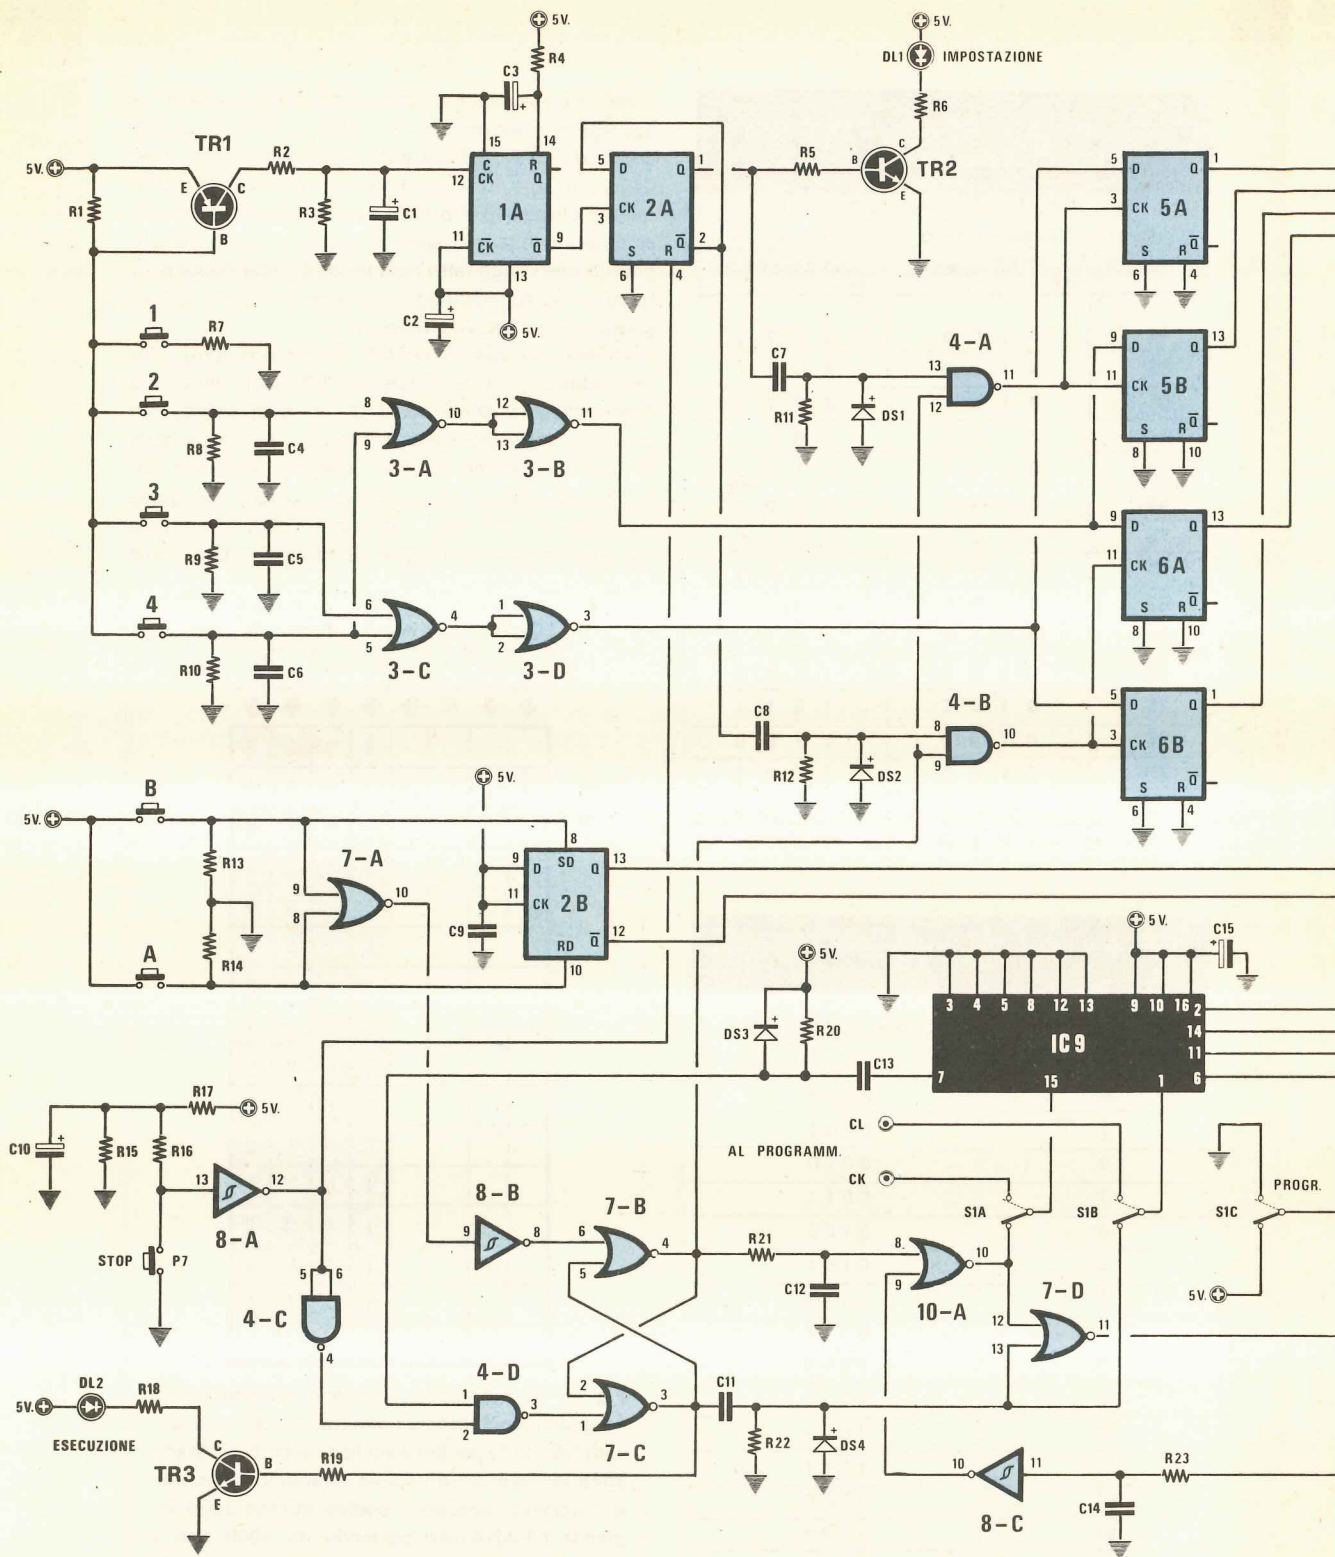 5V.
5V.
R4
DL1 IMPOSTAZIONE
C3
R6
15 14
TR1
R2
5V.
E C
B
R1
R3
C1
12
C R
CK Q
1A
11
CK
Q
9
13
C2
5V.
5 D Q 1
CK
3
2A
S R Q 2
6 4
R5
B C
E
TR2
5 D Q 1
3 CK
5A
S R Q
6 4
1
R7
2
R8
C4
8
9
10
3-A
12
13
11
3-B
C7
R11
DS1
4-A
13
12
11
9 D Q 13
11 CK
5B
S R Q
8 10
3
R9
C5
4
R10
C6
6
5
4
3-C
1
2
3
3-D
9 D Q 13
11 CK
6A
S R Q
8 10
C8
R12
DS2
4-B
8
9
10
5 D Q 1
3 CK
6B
S R Q
6 4
B
5V.
R13
R14
A
7-A
9
8
10
5V.
8
9 D SD Q 13
11 CK
2B
C9
RD Q 12
10
5V.
5V.
C15
3 4 5 8 12 13 9 10 16 2
14
IC9
11
7 15 1 6
DS3
R20
C13
R17
5V.
C10
R15
R16
13
12
8-A
STOP P7
AL PROGRAMM.
CL
CK
S1A
S1B
S1C
PROGR.
5V.
8-B
9
8
7-B
6
5
4
R21
C12
8
9
10
10-A
7-D
12
13
11
5 6
4-C
4
4-D
1
2
3
2
1
3
7-C
C11
R22
DS4
5V.
DL2
R18
ESECUZIONE
C
TR3
B
E
R19
10
11
8-C
C14
R23